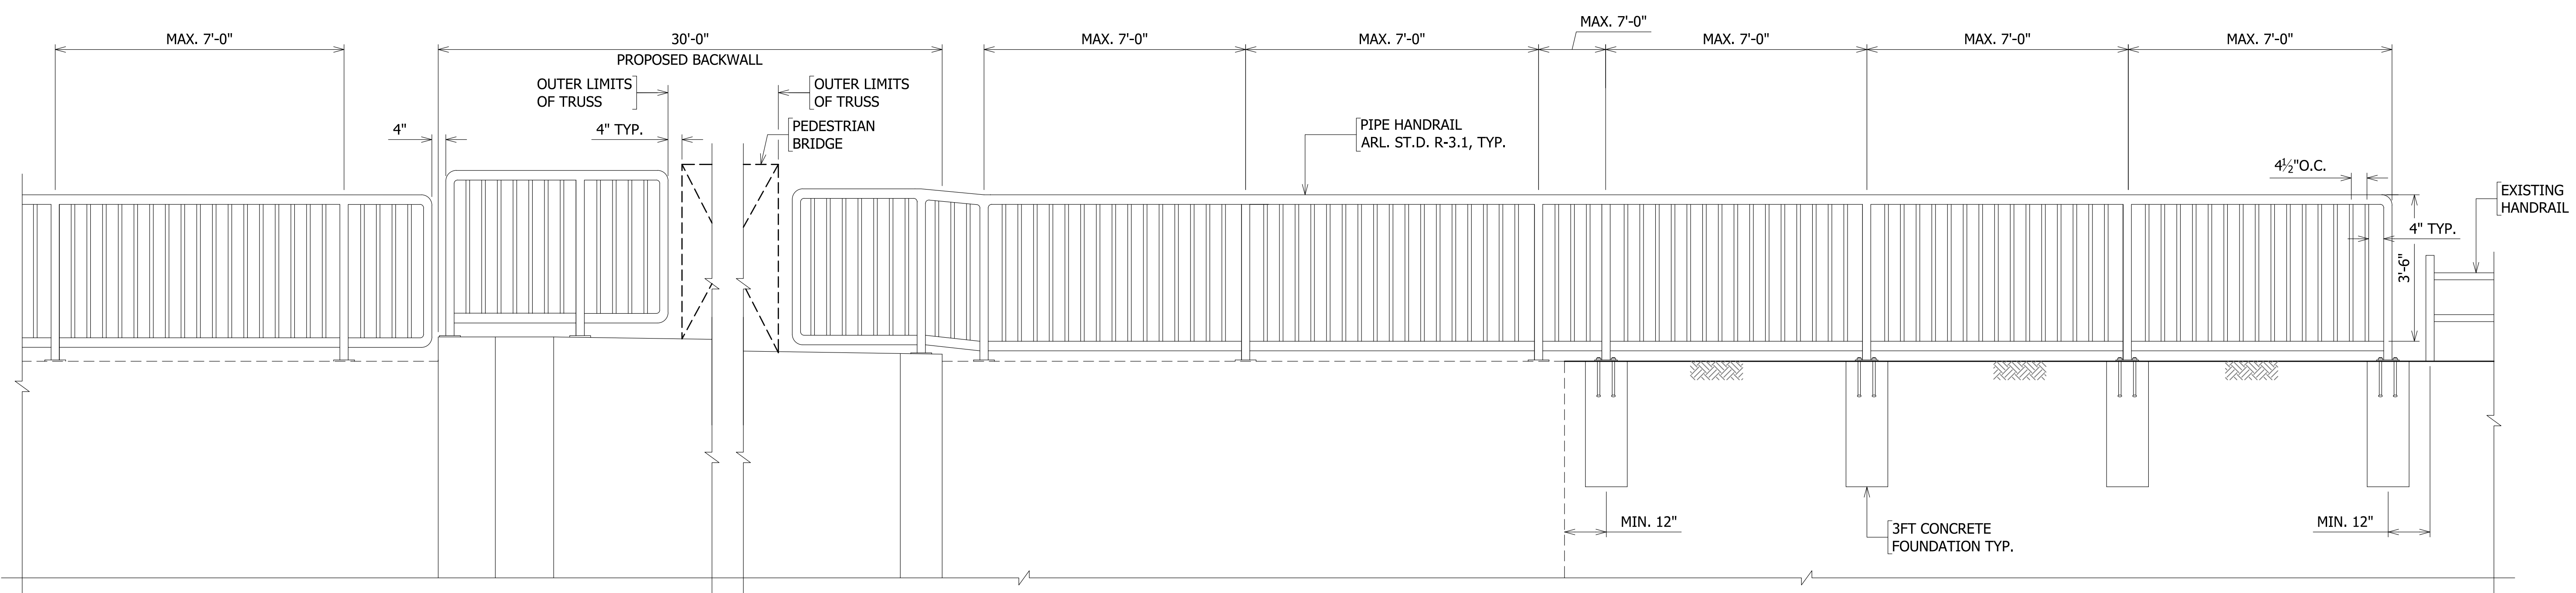 MAX. 7'-0"
30'-0"
PROPOSED BACKWALL
MAX. 7'-0"
MAX. 7'-0"
MAX. 7'-0"
MAX. 7'-0"
MAX. 7'-0"
MAX. 7'-0"
OUTER LIMITS
OF TRUSS
OUTER LIMITS
OF TRUSS
4"
4" TYP.
PEDESTRIAN
BRIDGE
PIPE HANDRAIL
ARL. ST.D. R-3.1, TYP.
4½"O.C.
EXISTING
HANDRAIL
4" TYP.
3'-6"
MIN. 12"
3FT CONCRETE
FOUNDATION TYP.
MIN. 12"